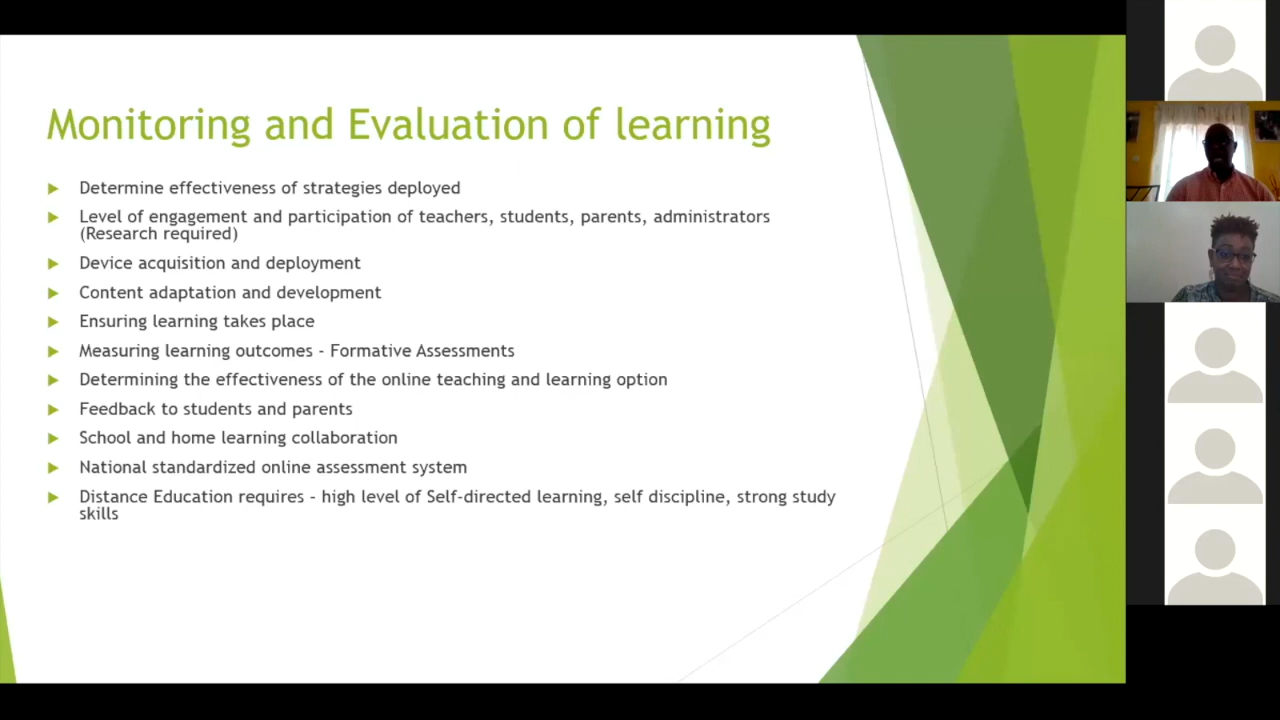 Monitoring and Evaluation of learning
Determine effectiveness of strategies deployed
Level of engagement and participation of teachers, students, parents, administrators
(Research required)
Device acquisition and deployment
Content adaptation and development
Ensuring learning takes place
Measuring learning outcomes - Formative Assessments
Determining the effectiveness of the online teaching and learning option
Feedback to students and parents
School and home learning collaboration
National standardized online assessment system
Distance Education requires – high level of Self-directed learning, self discipline, strong study
skills